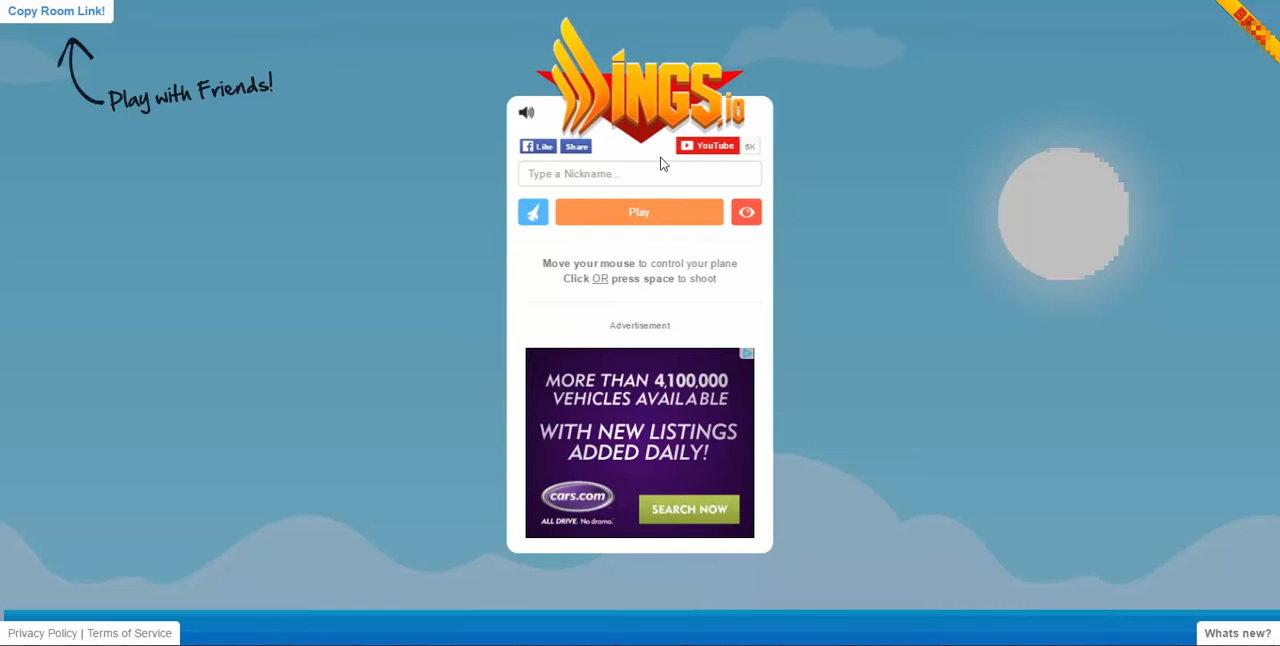 Copy Room Link!
Play with Friends!
WiNGS.io
Like
Share
YouTube
6K
Type a Nickname...
Play
Move your mouse to control your plane
Click OR press space to shoot
Advertisement
MORE THAN 4,100,000
VEHICLES AVAILABLE
WITH NEW LISTINGS
ADDED DAILY!
cars.com
ALL DRIVE. No drama.
SEARCH NOW
Privacy Policy | Terms of Service
Whats new?